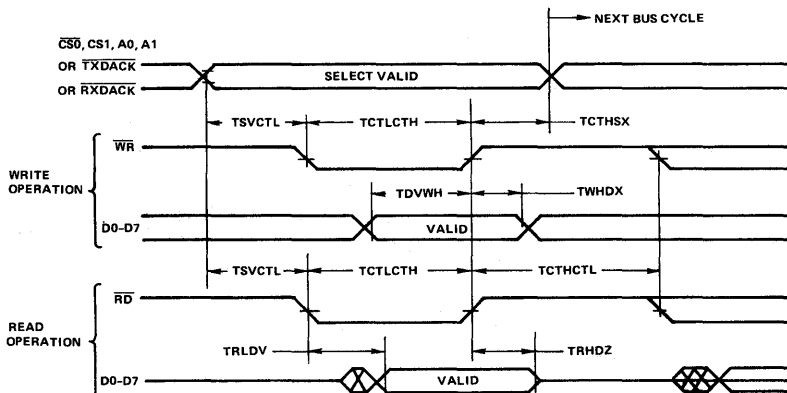 NEXT BUS CYCLE
CS0, CS1, A0, A1
OR TXDACK
OR RXDACK
SELECT VALID
TSVCTL
TCTLCTH
TCTHSX
WR
WRITE
OPERATION
TDVWH
TWHDX
D0-D7
VALID
TSVCTL
TCTLCTH
TCTHCTL
RD
READ
OPERATION
TRLDV
TRHDZ
D0-D7
VALID